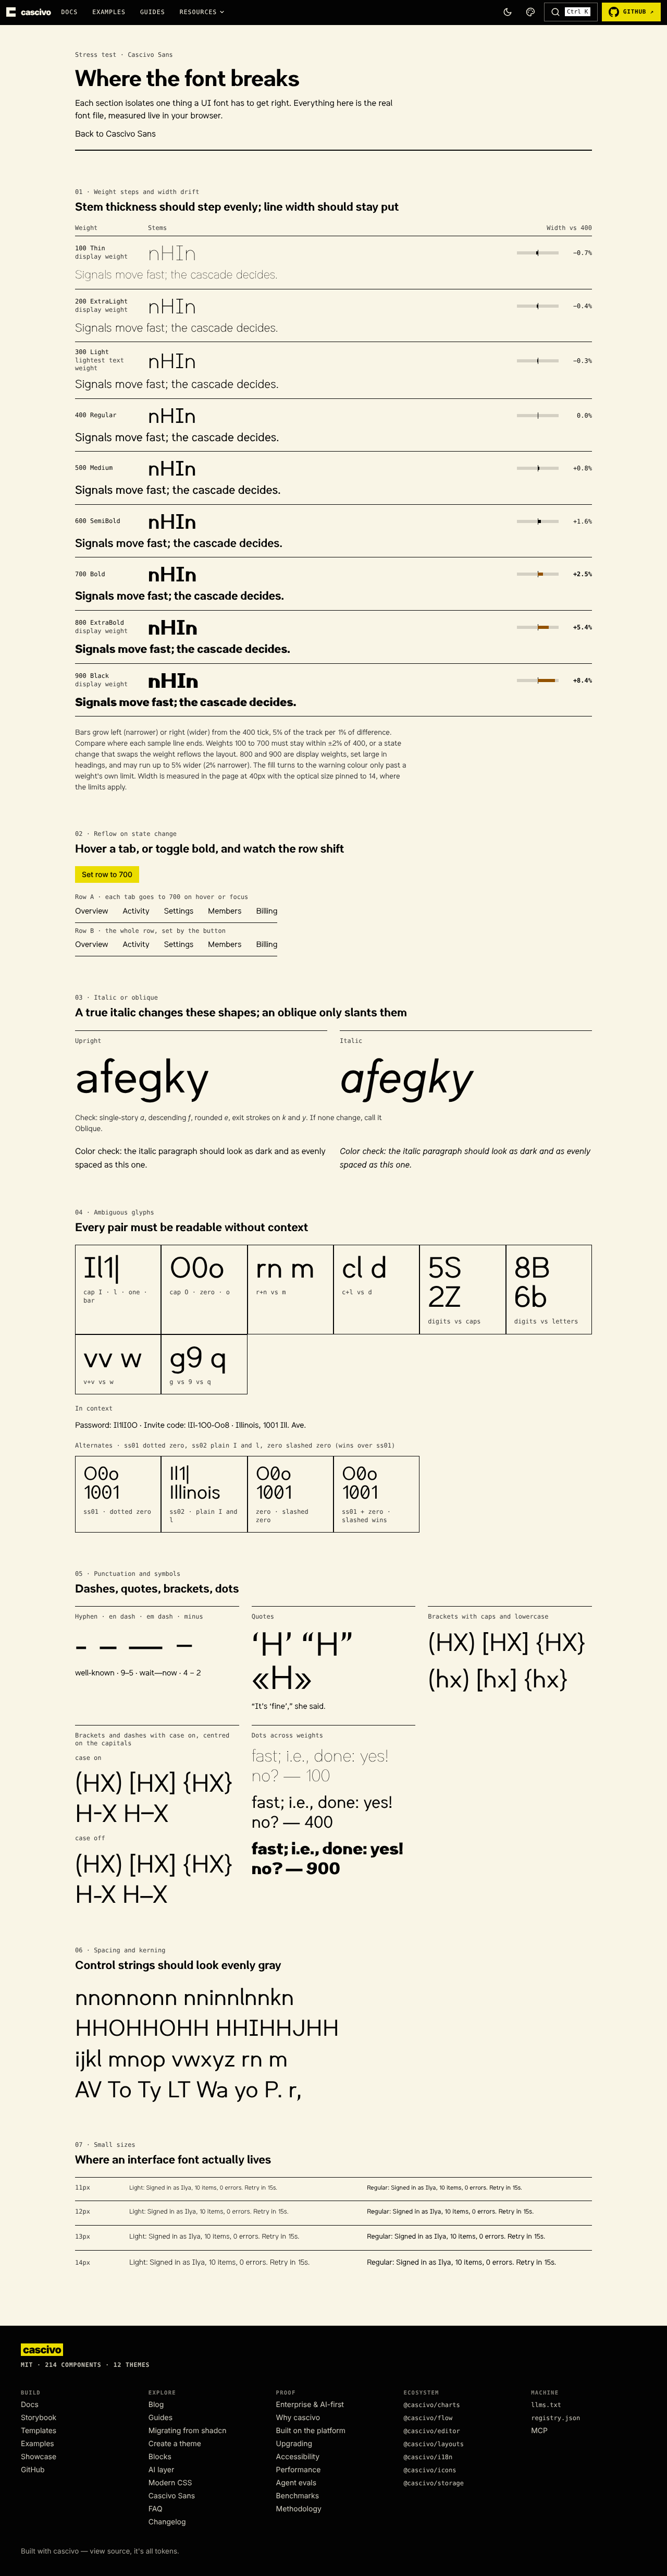 cascivo DOCS EXAMPLES GUIDES RESOURCES Ctrl K GITHUB ↗
Stress test · Cascivo Sans
Where the font breaks
Each section isolates one thing a UI font has to get right. Everything here is the real
font file, measured live in your browser.
Back to Cascivo Sans
01 · Weight steps and width drift
Stem thickness should step evenly; line width should stay put
Weight Stems Width vs 400
100 Thin
display weight
nHIn
−0.7%
Signals move fast; the cascade decides.
200 ExtraLight
display weight
nHIn
−0.4%
Signals move fast; the cascade decides.
300 Light
lightest text
weight
nHIn
−0.3%
Signals move fast; the cascade decides.
400 Regular nHIn 0.0%
Signals move fast; the cascade decides.
500 Medium nHIn +0.8%
Signals move fast; the cascade decides.
600 SemiBold nHIn +1.6%
Signals move fast; the cascade decides.
700 Bold nHIn +2.5%
Signals move fast; the cascade decides.
800 ExtraBold
display weight
nHIn
+5.4%
Signals move fast; the cascade decides.
900 Black
display weight
nHIn
+8.4%
Signals move fast; the cascade decides.
Bars grow left (narrower) or right (wider) from the 400 tick, 5% of the track per 1% of difference.
Compare where each sample line ends. Weights 100 to 700 must stay within ±2% of 400, or a state
change that swaps the weight reflows the layout. 800 and 900 are display weights, set large in
headings, and may run up to 5% wider (2% narrower). The fill turns to the warning colour only past a
weight's own limit. Width is measured in the page at 40px with the optical size pinned to 14, where
the limits apply.
02 · Reflow on state change
Hover a tab, or toggle bold, and watch the row shift
Set row to 700
Row A · each tab goes to 700 on hover or focus
Overview Activity Settings Members Billing
Row B · the whole row, set by the button
Overview Activity Settings Members Billing
03 · Italic or oblique
A true italic changes these shapes; an oblique only slants them
Upright
afegky
Italic
afegky
Check: single-story a, descending f, rounded e, exit strokes on k and y. If none change, call it
Oblique.
Color check: the italic paragraph should look as dark and as evenly
spaced as this one.
Color check: the italic paragraph should look as dark and as evenly
spaced as this one.
04 · Ambiguous glyphs
Every pair must be readable without context
Il1|
cap I · l · one ·
bar
O0o
cap O · zero · o
rn m
r+n vs m
cl d
c+l vs d
5S
2Z
digits vs caps
8B
6b
digits vs letters
vv w
v+v vs w
g9 q
g vs 9 vs q
In context
Password: Il1lI0O · Invite code: lIl-1O0-Oo8 · Illinois, 1001 Ill. Ave.
Alternates · ss01 dotted zero, ss02 plain I and l, zero slashed zero (wins over ss01)
O0o
1001
ss01 · dotted zero
Il1|
Illinois
ss02 · plain I and
l
O0o
1001
zero · slashed
zero
O0o
1001
ss01 + zero ·
slashed wins
05 · Punctuation and symbols
Dashes, quotes, brackets, dots
Hyphen · en dash · em dash · minus
- – — −
well-known · 9–5 · wait—now · 4 − 2
Quotes
‘H’ “H”
«H»
“It’s ‘fine’,” she said.
Brackets with caps and lowercase
(HX) [HX] {HX}
(hx) [hx] {hx}
Brackets and dashes with case on, centred
on the capitals
case on
(HX) [HX] {HX}
H-X H–X
case off
(HX) [HX] {HX}
H-X H–X
Dots across weights
fast; i.e., done: yes!
no? — 100
fast; i.e., done: yes!
no? — 400
fast; i.e., done: yes!
no? — 900
06 · Spacing and kerning
Control strings should look evenly gray
nnonnonn nninnlnnkn
HHOHHOHH HHIHHJHH
ijkl mnop vwxyz rn m
AV To Ty LT Wa yo P. r,
07 · Small sizes
Where an interface font actually lives
11px Light: Signed in as Ilya, 10 items, 0 errors. Retry in 15s. Regular: Signed in as Ilya, 10 items, 0 errors. Retry in 15s.
12px Light: Signed in as Ilya, 10 items, 0 errors. Retry in 15s. Regular: Signed in as Ilya, 10 items, 0 errors. Retry in 15s.
13px Light: Signed in as Ilya, 10 items, 0 errors. Retry in 15s. Regular: Signed in as Ilya, 10 items, 0 errors. Retry in 15s.
14px Light: Signed in as Ilya, 10 items, 0 errors. Retry in 15s. Regular: Signed in as Ilya, 10 items, 0 errors. Retry in 15s.
cascivo
MIT · 214 COMPONENTS · 12 THEMES
BUILD
Docs
Storybook
Templates
Examples
Showcase
GitHub
EXPLORE
Blog
Guides
Migrating from shadcn
Create a theme
Blocks
AI layer
Modern CSS
Cascivo Sans
FAQ
Changelog
PROOF
Enterprise & AI-first
Why cascivo
Built on the platform
Upgrading
Accessibility
Performance
Agent evals
Benchmarks
Methodology
ECOSYSTEM
@cascivo/charts
@cascivo/flow
@cascivo/editor
@cascivo/layouts
@cascivo/i18n
@cascivo/icons
@cascivo/storage
MACHINE
llms.txt
registry.json
MCP
Built with cascivo — view source, it's all tokens.